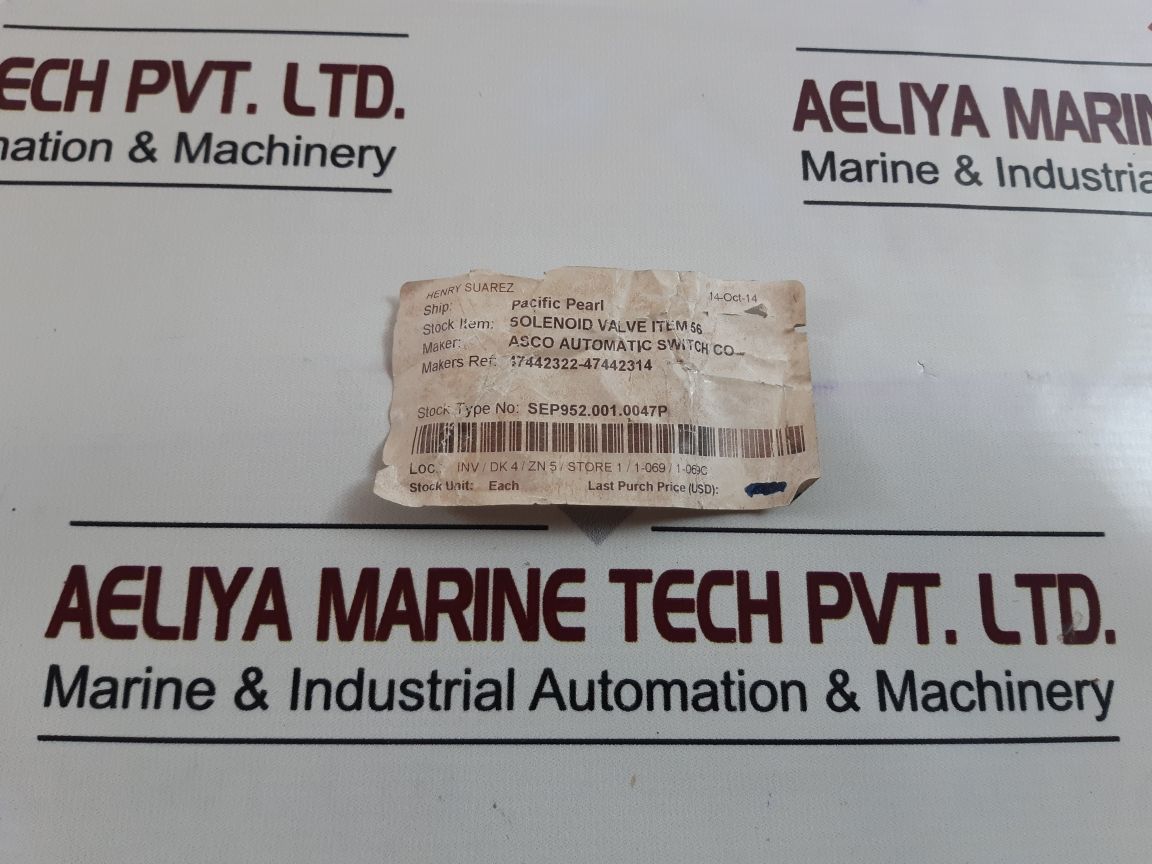 ECH PVT. LTD.
nation & Machinery
AELIYA MARIN
Marine & Industria
HENRY SUAREZ
14-Oct-14
Ship: Pacific Pearl
Stock Item: SOLENOID VALVE ITEM 56
Maker: ASCO AUTOMATIC SWITCH CO
Makers Ref: 47442322-47442314
Stock Type No: SEP952.001.0047P
Loc: INV / DK 4 / ZN 5 / STORE 1 / 1-069 / 1-069C
Stock Unit: Each Last Purch Price (USD):
AELIYA MARINE TECH PVT. LTD.
Marine & Industrial Automation & Machinery